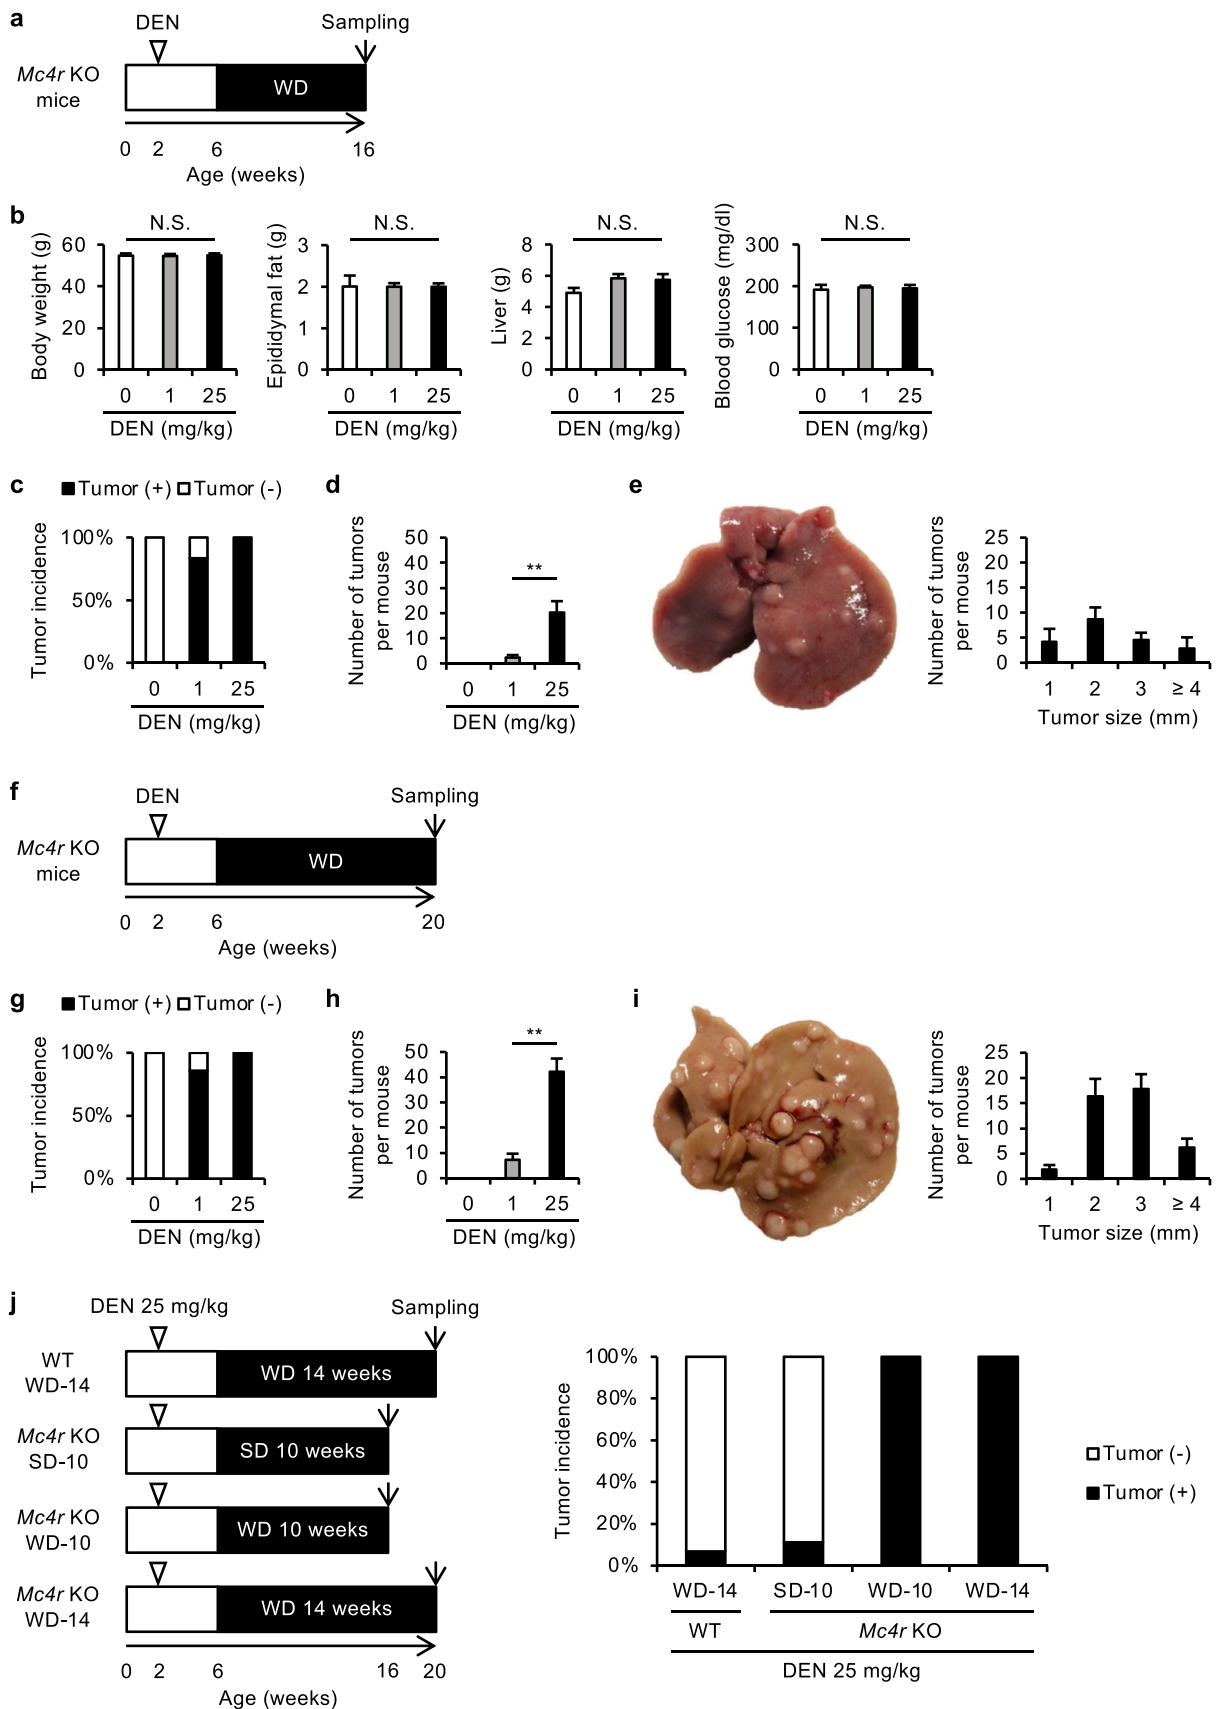 a
DEN
Sampling
Mc4r KO
mice
WD
0 2 6 16
Age (weeks)
b
N.S.
Body weight (g)
60
40
20
0
0 1 25
DEN (mg/kg)
N.S.
Epididymal fat (g)
3
2
1
0
0 1 25
DEN (mg/kg)
N.S.
Liver (g)
8
6
4
2
0
0 1 25
DEN (mg/kg)
N.S.
Blood glucose (mg/dl)
300
200
100
0
0 1 25
DEN (mg/kg)
c
Tumor (+) Tumor (-)
Tumor incidence
100%
50%
0%
0 1 25
DEN (mg/kg)
d
Number of tumors
per mouse
50
40
30
20
10
0
**
0 1 25
DEN (mg/kg)
e
Number of tumors
per mouse
25
20
15
10
5
0
1 2 3 ≥ 4
Tumor size (mm)
f
DEN
Sampling
Mc4r KO
mice
WD
0 2 6 20
Age (weeks)
g
Tumor (+) Tumor (-)
Tumor incidence
100%
50%
0%
0 1 25
DEN (mg/kg)
h
Number of tumors
per mouse
50
40
30
20
10
0
**
0 1 25
DEN (mg/kg)
i
Number of tumors
per mouse
25
20
15
10
5
0
1 2 3 ≥ 4
Tumor size (mm)
j
DEN 25 mg/kg
Sampling
WT
WD-14
WD 14 weeks
Mc4r KO
SD-10
SD 10 weeks
Mc4r KO
WD-10
WD 10 weeks
Mc4r KO
WD-14
WD 14 weeks
0 2 6 16 20
Age (weeks)
Tumor incidence
100%
80%
60%
40%
20%
0%
WD-14 SD-10 WD-10 WD-14
WT Mc4r KO
DEN 25 mg/kg
Tumor (-)
Tumor (+)